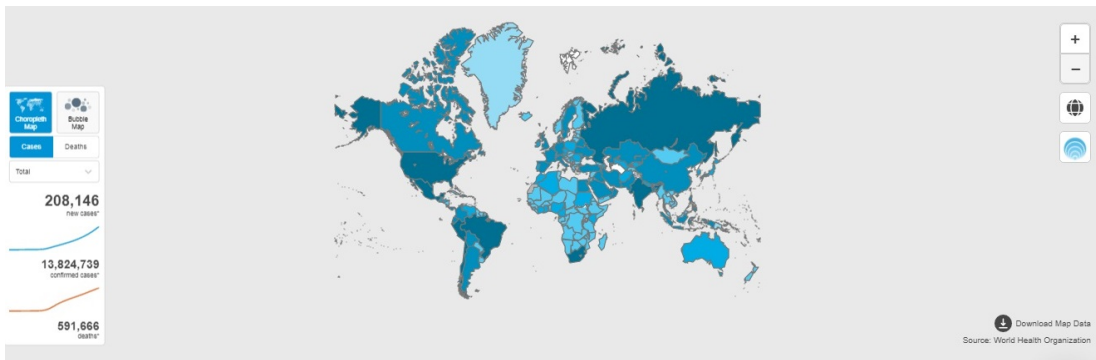 +
−
Choropleth
Map
Bubble
Map
Cases
Deaths
Total
208,146
new cases*
13,824,739
confirmed cases*
591,666
deaths*
Download Map Data
Source: World Health Organization